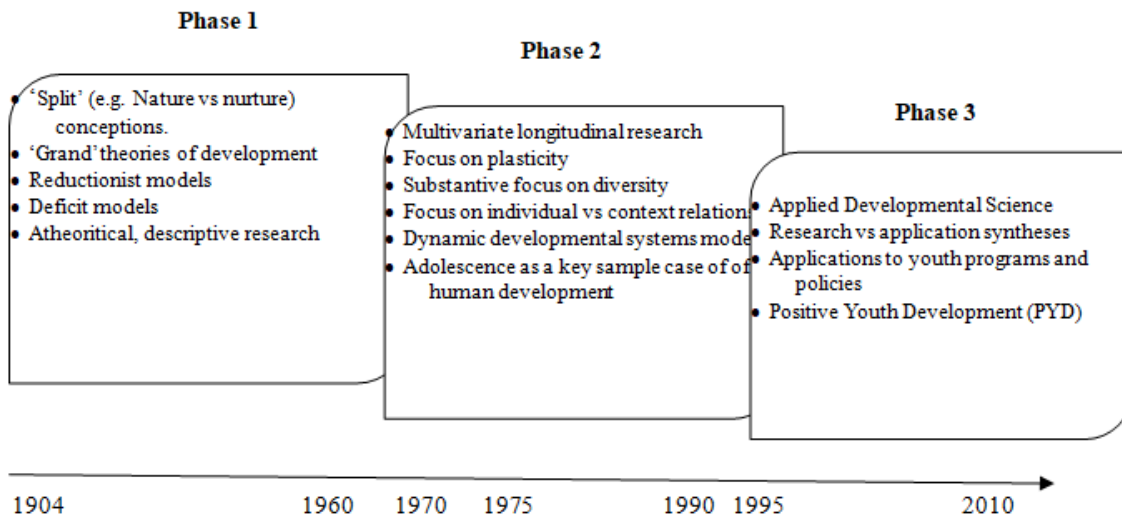 Phase 1
‘Split’ (e.g. Nature vs nurture)
conceptions.
‘Grand’ theories of development
Reductionist models
Deficit models
Atheoritical, descriptive research
Phase 2
Multivariate longitudinal research
Focus on plasticity
Substantive focus on diversity
Focus on individual vs context relation
Dynamic developmental systems mode
Adolescence as a key sample case of of
human development
Phase 3
Applied Developmental Science
Research vs application syntheses
Applications to youth programs and
policies
Positive Youth Development (PYD)
1904 1960 1970 1975 1990 1995 2010